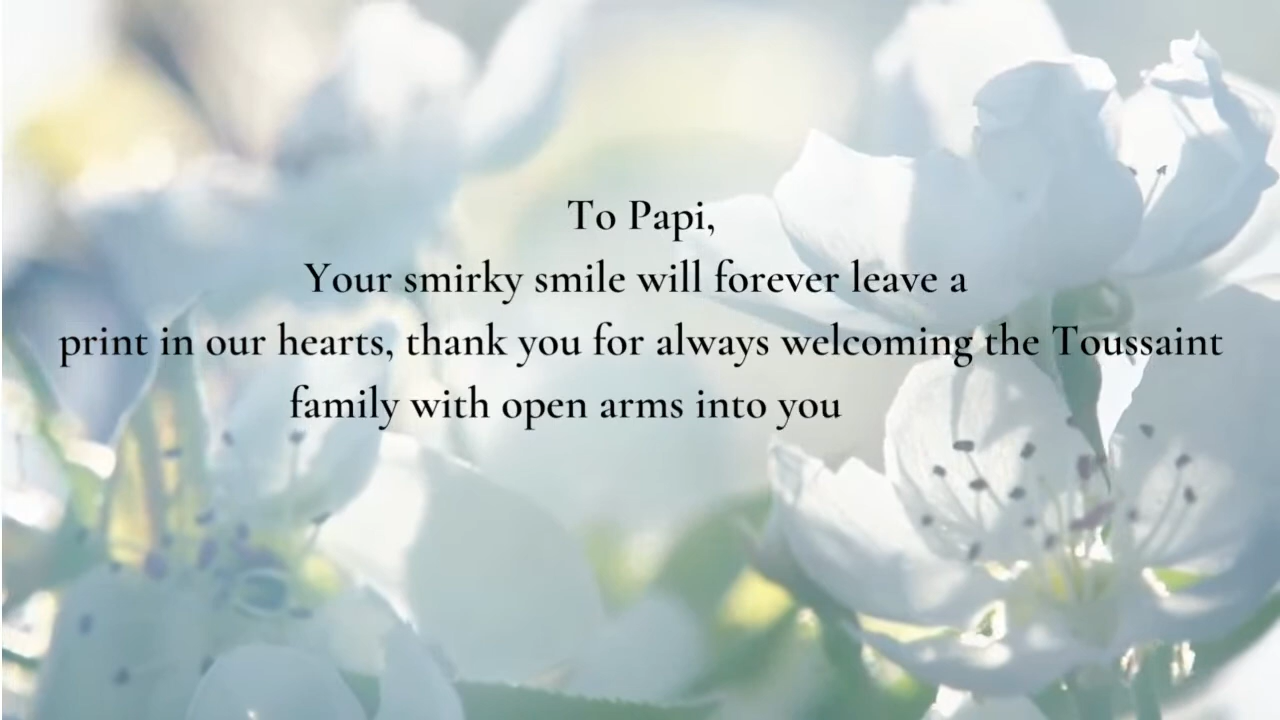 To Papi,
Your smirky smile will forever leave a
print in our hearts, thank you for always welcoming the Toussaint
family with open arms into you